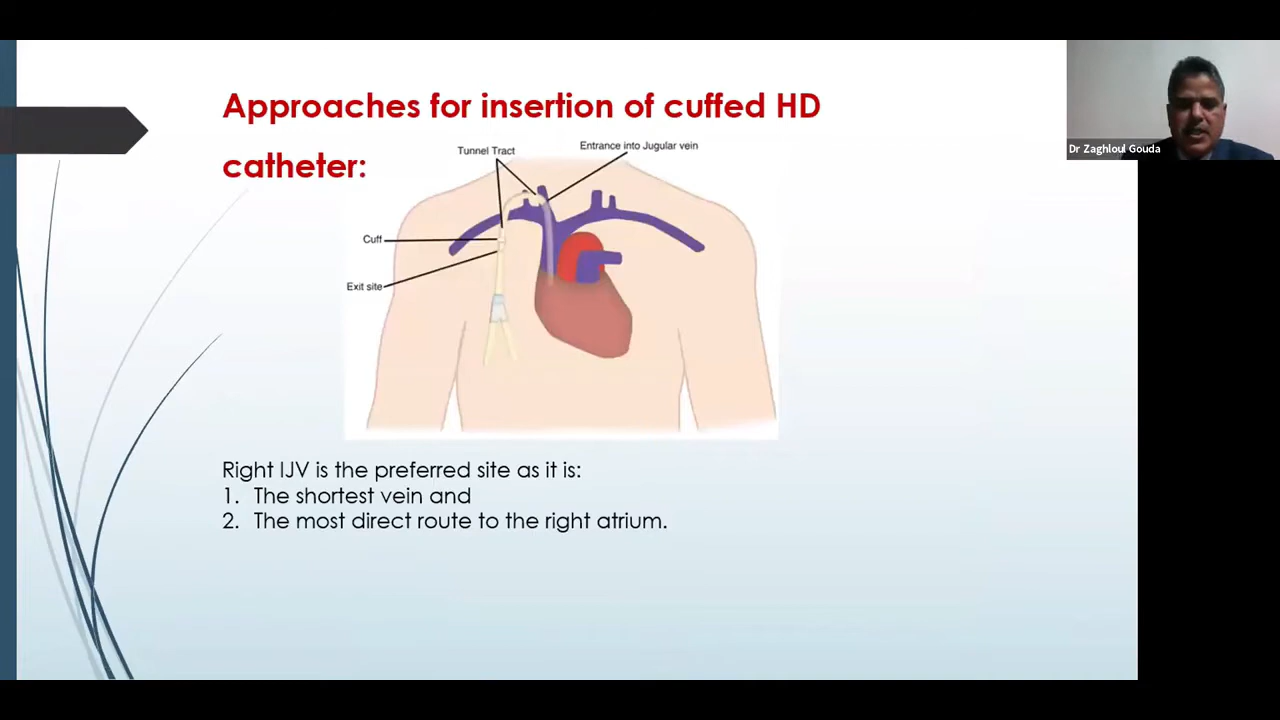 Approaches for insertion of cuffed HD
catheter:
Tunnel Tract
Entrance into Jugular vein
Cuff
Exit site
Right IJV is the preferred site as it is:
1. The shortest vein and
2. The most direct route to the right atrium.
Dr Zaghloul Gouda